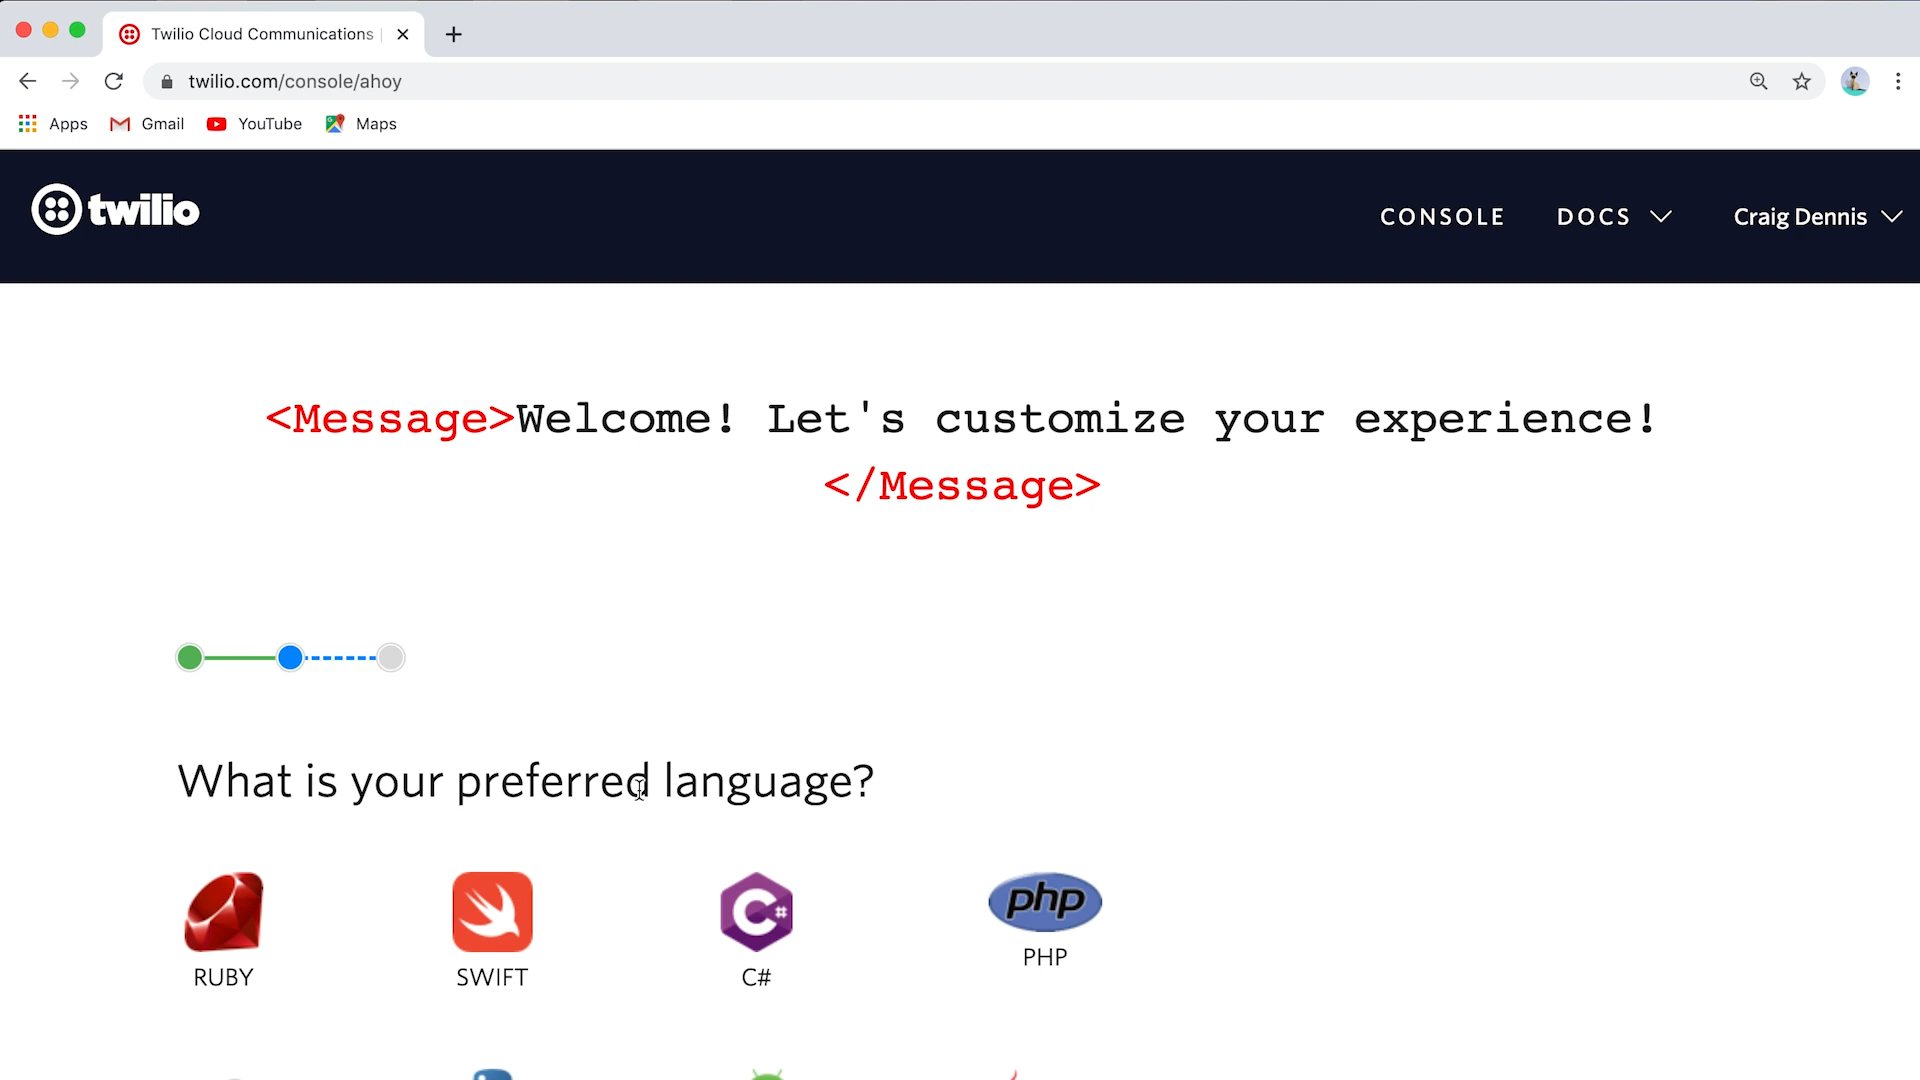 Twilio Cloud Communications
twilio.com/console/ahoy
Apps Gmail YouTube Maps
twilio CONSOLE DOCS Craig Dennis
<Message>Welcome! Let's customize your experience!
</Message>
What is your preferred language?
C# php
RUBY SWIFT C# PHP